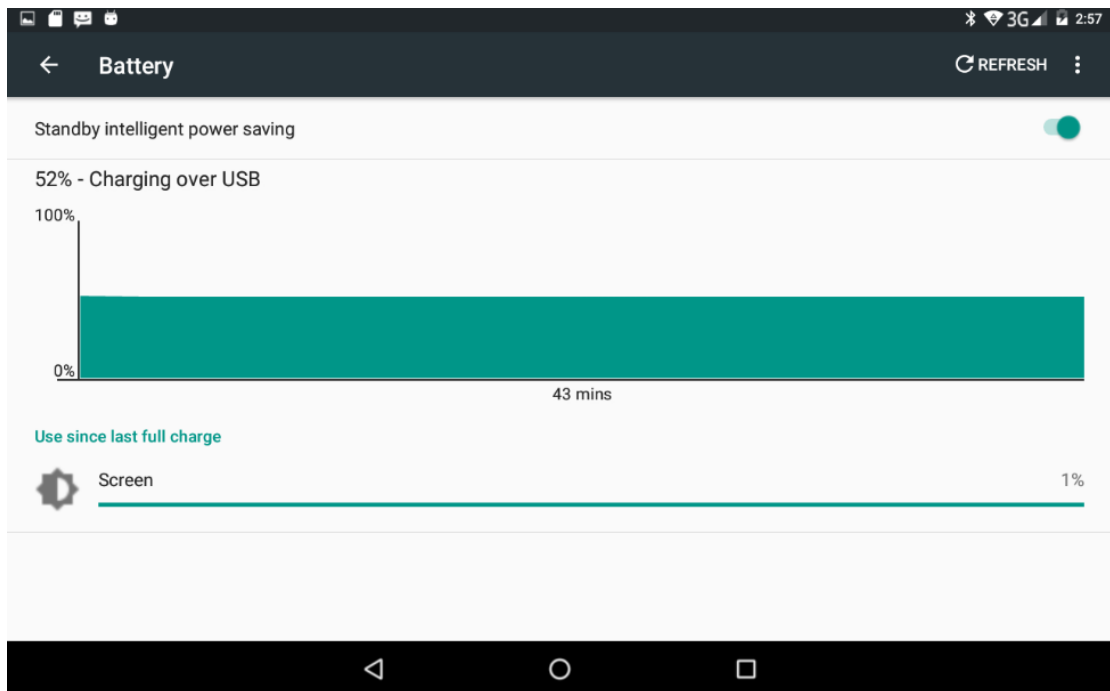 3G 2:57
Battery REFRESH
Standby intelligent power saving
52% - Charging over USB
100%
0%
43 mins
Use since last full charge
Screen 1%